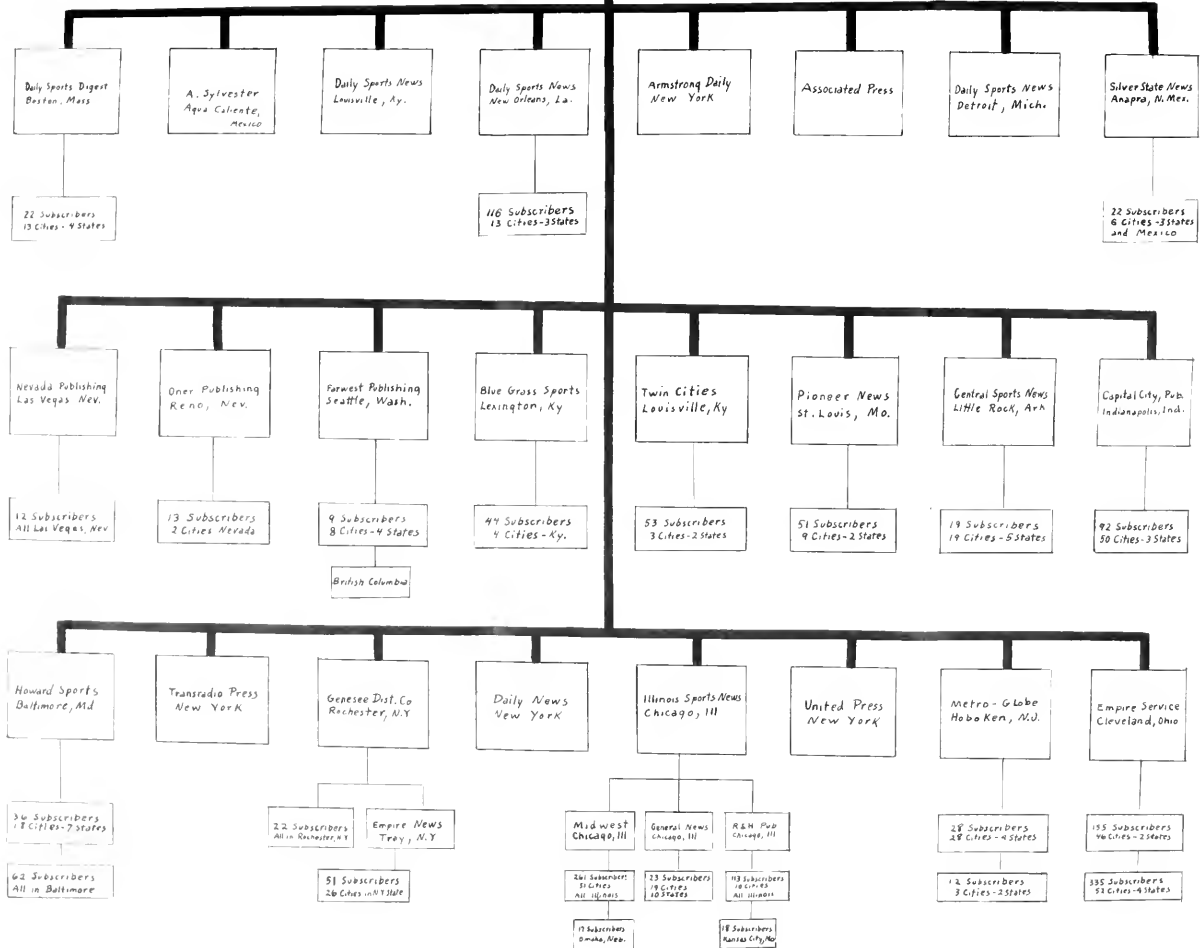 Daily Sports Digest
Boston, Mass
A. Sylvester
Aqua Caliente,
Mexico
Daily Sports News
Louisville, Ky.
Daily Sports News
New Orleans, La.
Armstrong Daily
New York
Associated Press
Daily Sports News
Detroit, Mich.
Silver State News
Anapra, N. Mex.
22 Subscribers
13 Cities - 4 States
116 Subscribers
13 Cities - 3 States
22 Subscribers
6 Cities - 3 States
and Mexico
Nevada Publishing
Las Vegas Nev.
Oner Publishing
Reno, Nev.
Farwest Publishing
Seattle, Wash.
Blue Grass Sports
Lexington, Ky
Twin Cities
Louisville, Ky
Pioneer News
St. Louis, Mo.
Central Sports News
Little Rock, Ark
Capital City, Pub.
Indianapolis, Ind.
12 Subscribers
All Las Vegas, Nev
13 Subscribers
2 Cities Nevada
9 Subscribers
8 Cities - 4 States
British Columbia
44 Subscribers
4 Cities - Ky.
53 Subscribers
3 Cities - 2 States
51 Subscribers
9 Cities - 2 States
19 Subscribers
19 Cities - 5 States
92 Subscribers
50 Cities - 3 States
Howard Sports
Baltimore, Md
Transradio Press
New York
Genesee Dist. Co
Rochester, N.Y
Daily News
New York
Illinois Sports News
Chicago, Ill
United Press
New York
Metro - Globe
Hoboken, N.J.
Empire Service
Cleveland, Ohio
36 Subscribers
18 Cities - 7 States
62 Subscribers
All in Baltimore
22 Subscribers
All in Rochester, N.Y
Empire News
Troy, N.Y
51 Subscribers
26 Cities in N.Y State
Midwest
Chicago, Ill
General News
Chicago, Ill
R & H Pub
Chicago, Ill
261 Subscribers
51 Cities
All Illinois
23 Subscribers
19 Cities
10 States
113 Subscribers
10 Cities
All Illinois
17 Subscribers
Omaha, Neb.
18 Subscribers
Kansas City, Mo
28 Subscribers
28 Cities - 4 States
12 Subscribers
3 Cities - 2 States
155 Subscribers
46 Cities - 2 States
335 Subscribers
52 Cities - 4 States